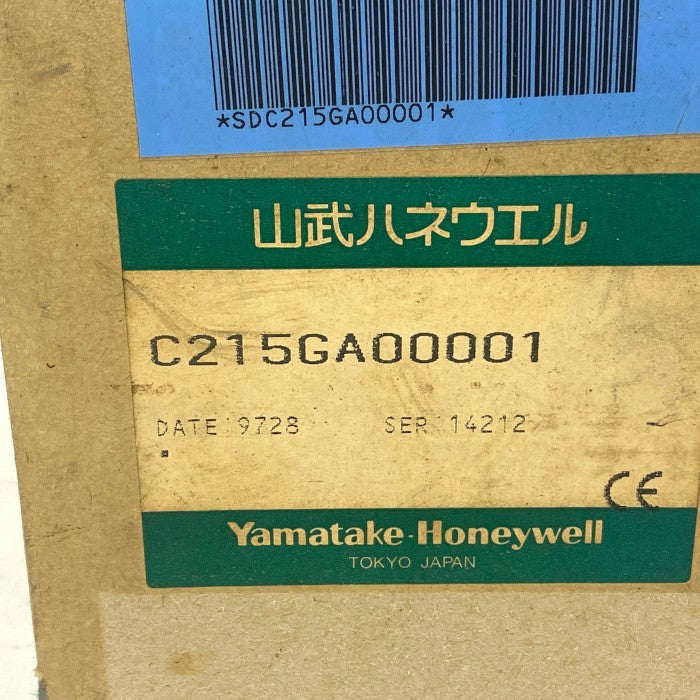 *SDC215GA00001*
山武ハネウエル
C215GA00001
DATE 9728 SER 14212
CE
Yamatake-Honeywell
TOKYO JAPAN